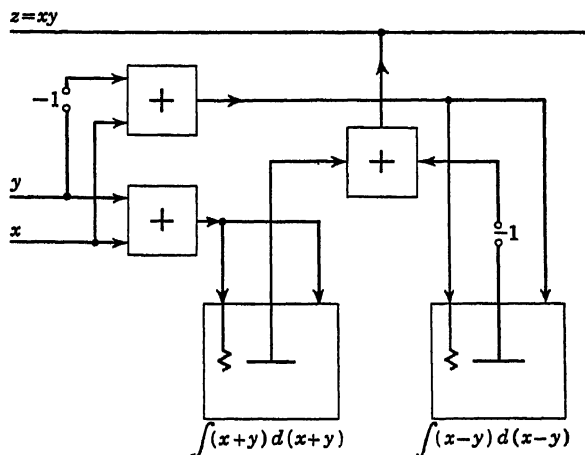 z=xy
−1
+
+
y
+
x
−1
∫(x+y) d(x+y)
∫(x−y) d(x−y)